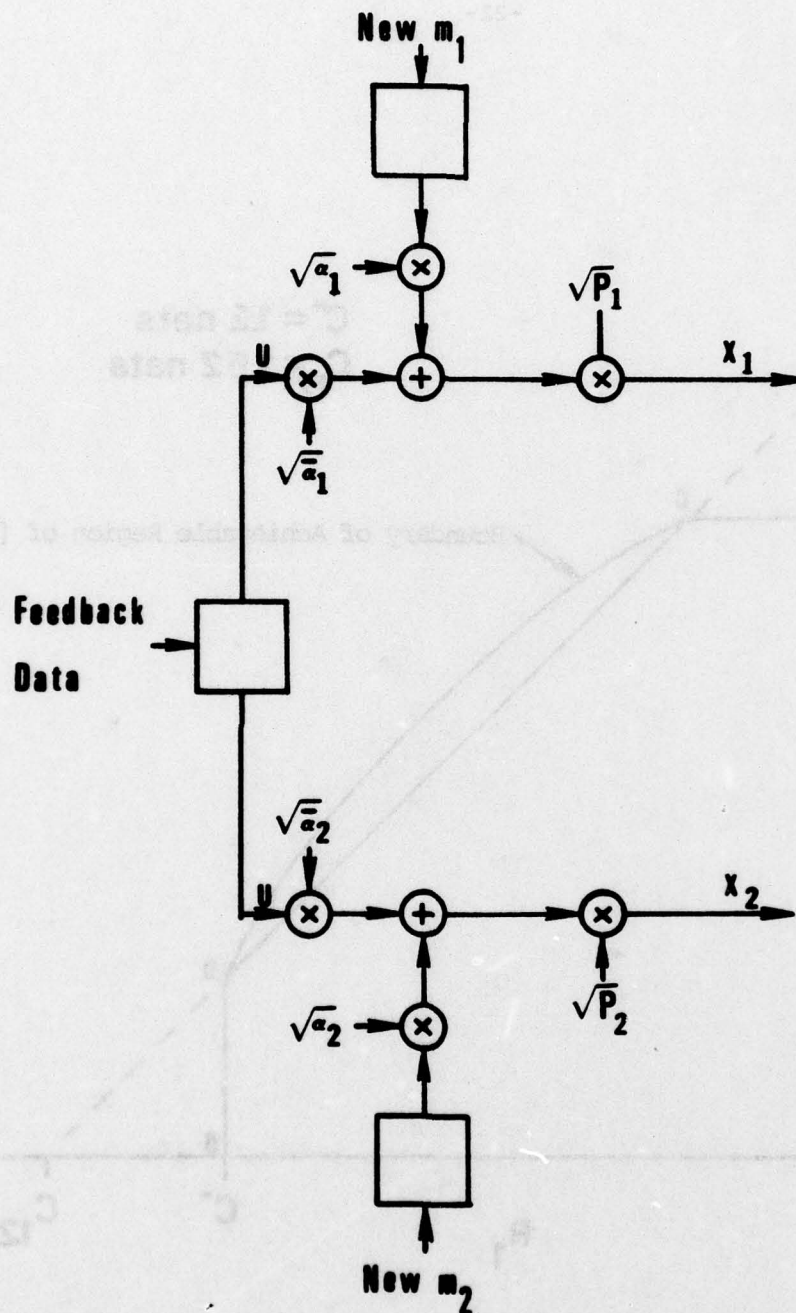 New m₁
√α₁
√P₁
U
X₁
√ᾱ₁
Feedback
Data
√ᾱ₂
U
X₂
√α₂
√P₂
New m₂